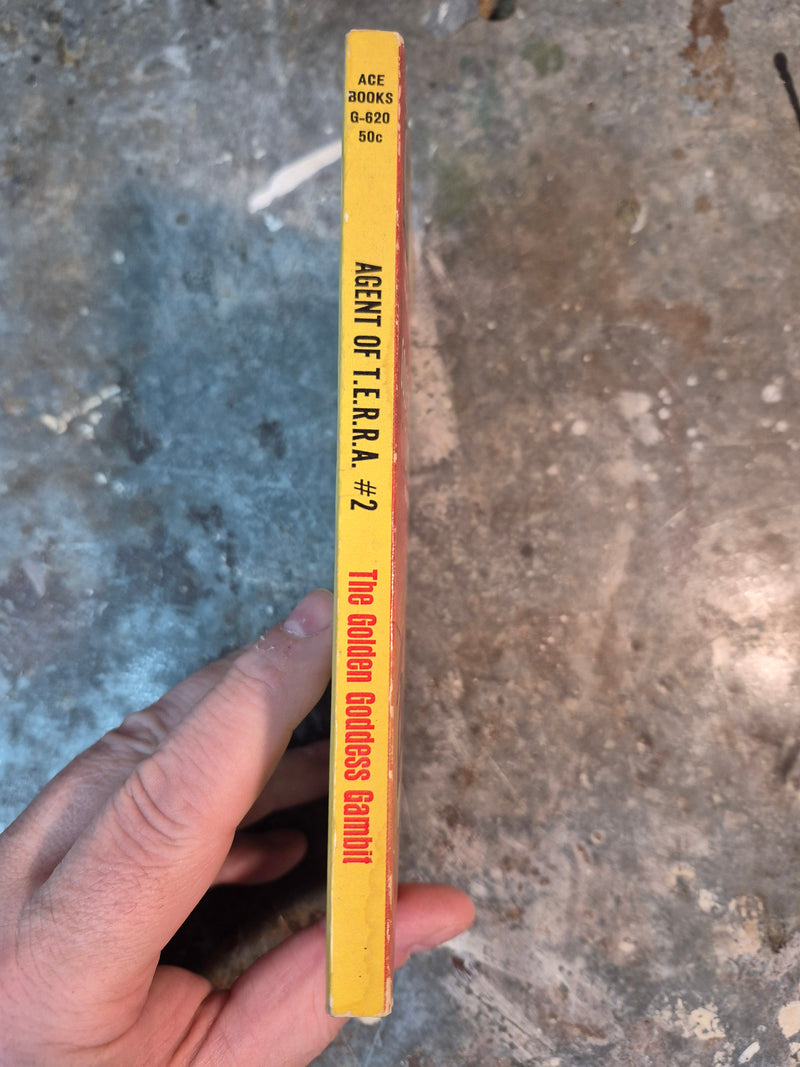 ACE
BOOKS
G-620
50c
AGENT OF T.E.R.R.A. #2
The Golden Goddess Gambit